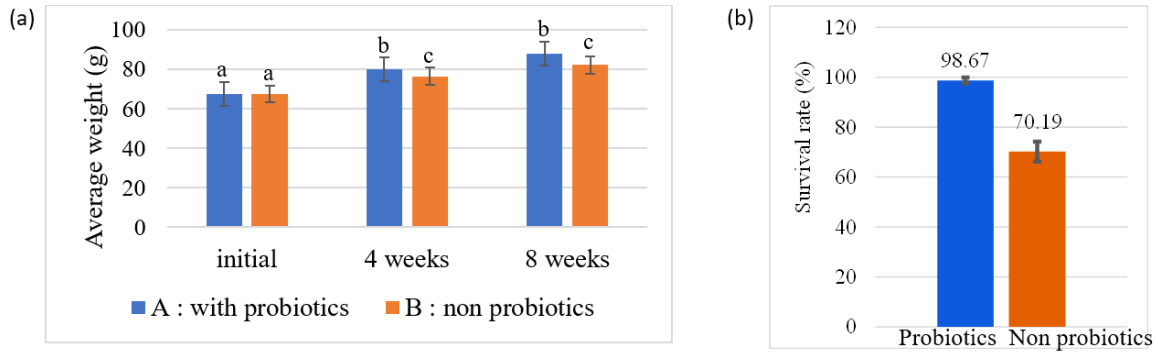 (a)
Average weight (g)
100
80
60
40
20
0
a a
b c
b c
initial 4 weeks 8 weeks
A : with probiotics B : non probiotics
(b)
Survival rate (%)
120
100
80
60
40
20
0
98.67
70.19
Probiotics Non probiotics